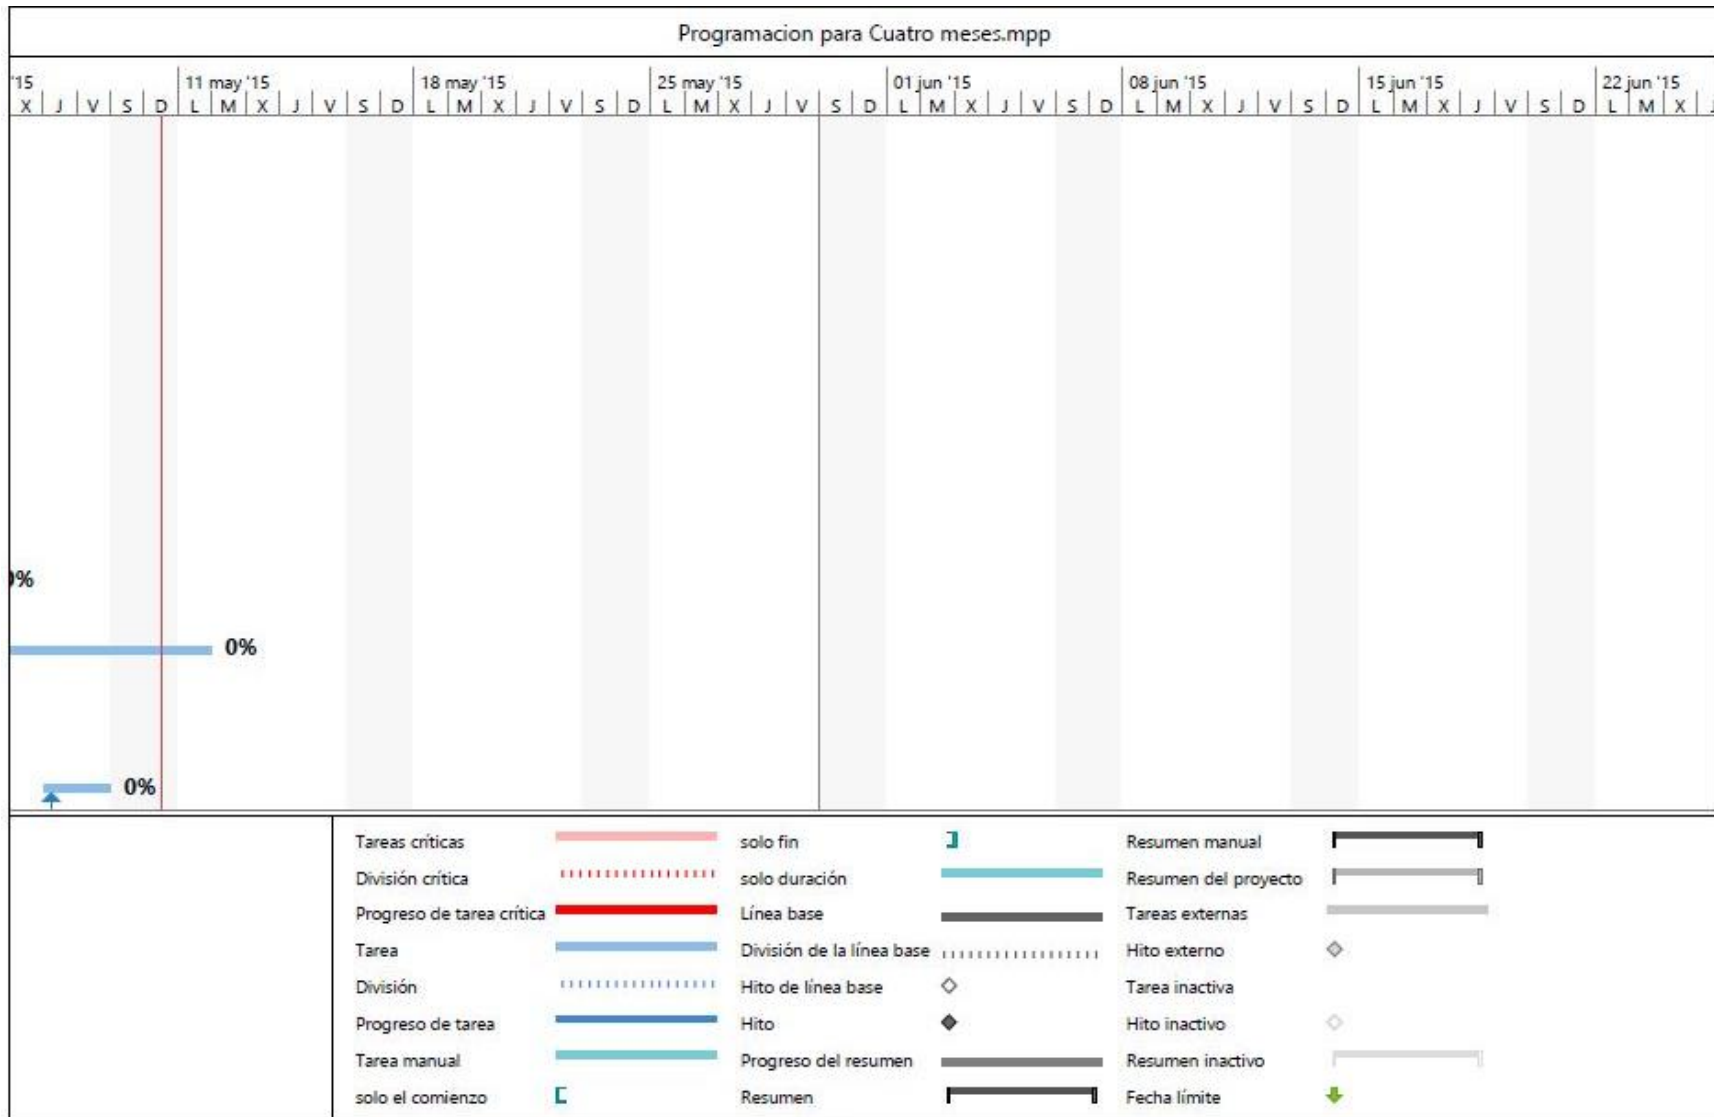 Programacion para Cuatro meses.mpp
'15 11 may '15 18 may '15 25 may '15 01 jun '15 08 jun '15 15 jun '15 22 jun '15
X J V S D L M X J V S D L M X J V S D L M X J V S D L M X J V S D L M X J V S D L M X J V S D L M X J
0%
0%
0%
Tareas críticas solo fin Resumen manual
División crítica solo duración Resumen del proyecto
Progreso de tarea crítica Línea base Tareas externas
Tarea División de la línea base Hito externo
División Hito de línea base Tarea inactiva
Progreso de tarea Hito Hito inactivo
Tarea manual Progreso del resumen Resumen inactivo
solo el comienzo Resumen Fecha límite